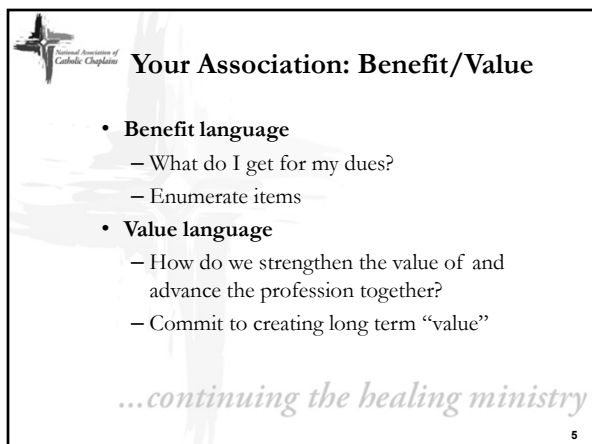 National Association of
Catholic Chaplains
Your Association: Benefit/Value
• Benefit language
– What do I get for my dues?
– Enumerate items
• Value language
– How do we strengthen the value of and
advance the profession together?
– Commit to creating long term “value”
...continuing the healing ministry
5